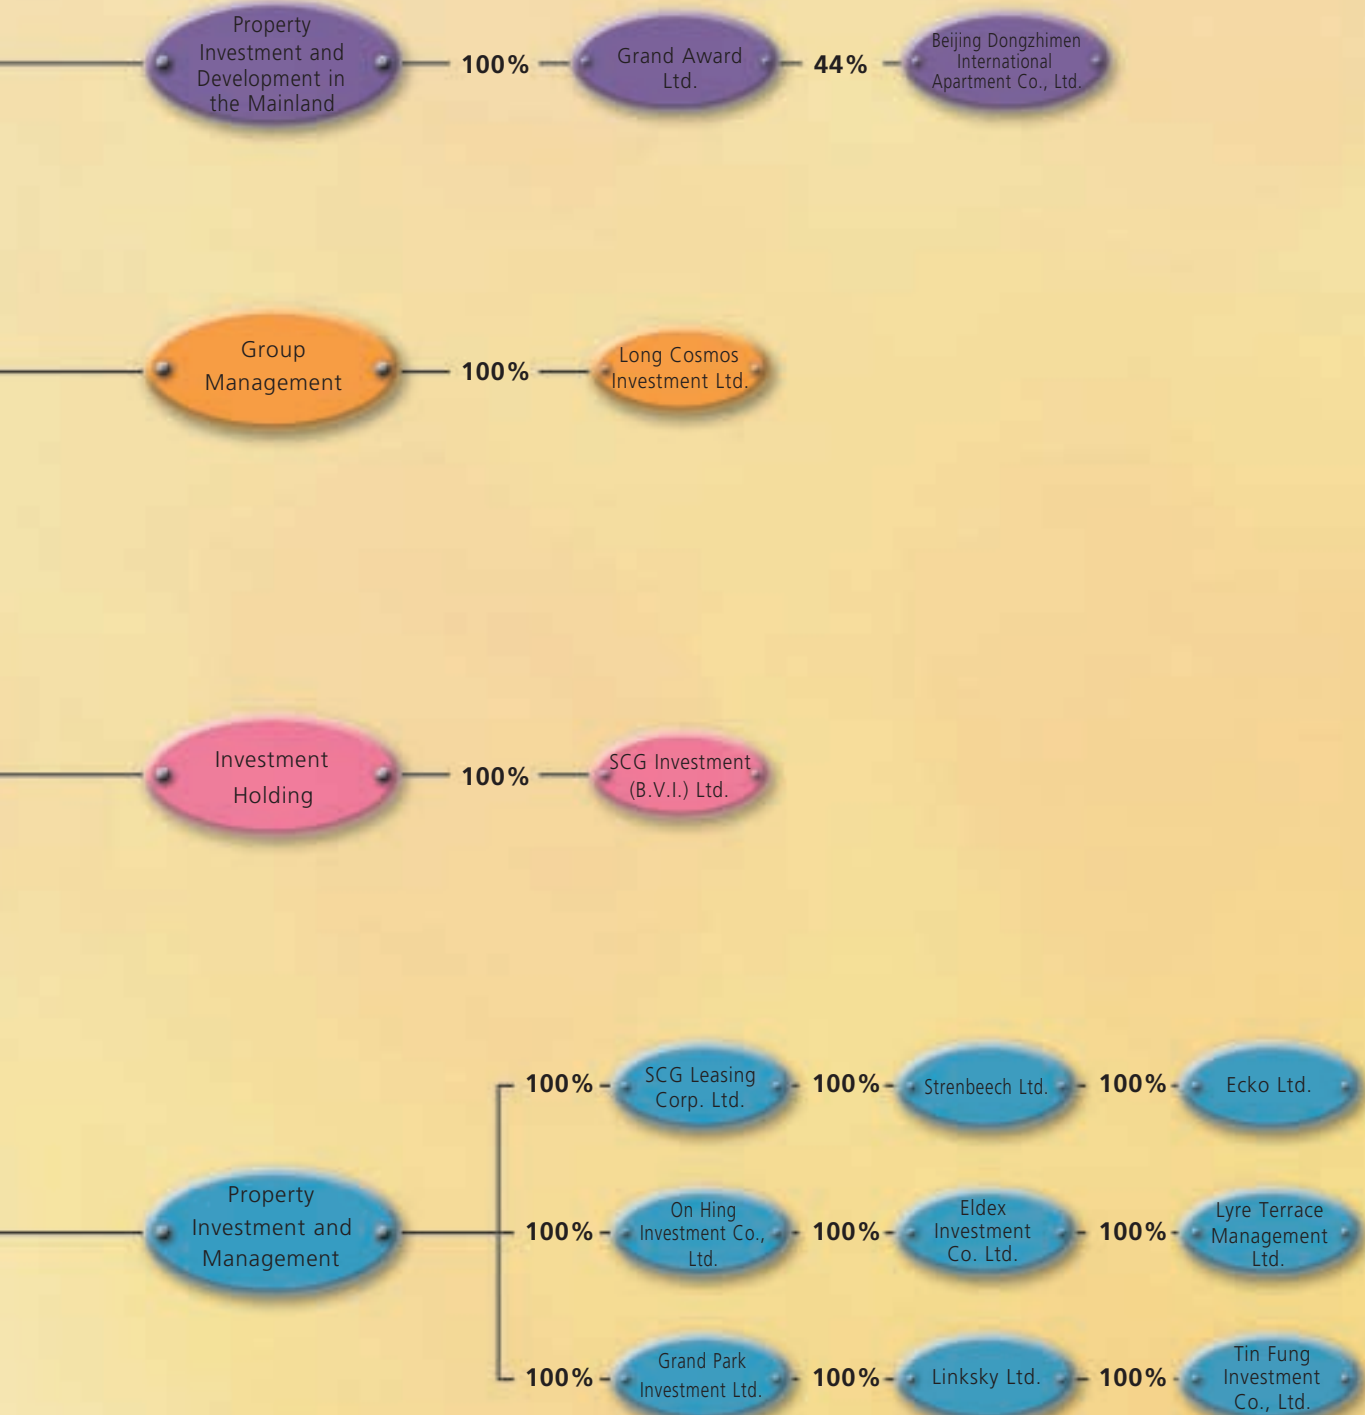 Property
Investment and
Development in
the Mainland
100%
Grand Award
Ltd.
44%
Beijing Dongzhimen
International
Apartment Co., Ltd.
Group
Management
100%
Long Cosmos
Investment Ltd.
Investment
Holding
100%
SCG Investment
(B.V.I.) Ltd.
Property
Investment and
Management
100%
SCG Leasing
Corp. Ltd.
100%
Strenbeech Ltd.
100%
Ecko Ltd.
100%
On Hing
Investment Co.,
Ltd.
100%
Eldex
Investment
Co. Ltd.
100%
Lyre Terrace
Management
Ltd.
100%
Grand Park
Investment Ltd.
100%
Linksky Ltd.
100%
Tin Fung
Investment
Co., Ltd.